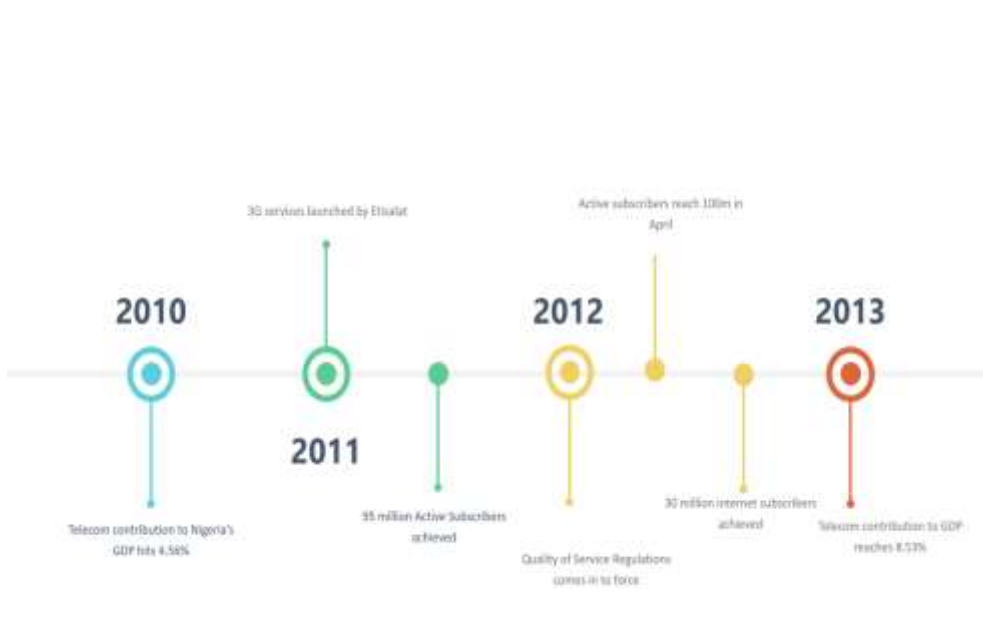 3G services launched by Etisalat
Active subscribers reach 100m in
April
2010
2012
2013
2011
Telecom contribution to Nigeria's
GDP hits 4.56%
95 million Active Subscribers
achieved
Quality of Service Regulations
comes in to force
30 million internet subscribers
achieved
Telecom contribution to GDP
reaches 8.53%